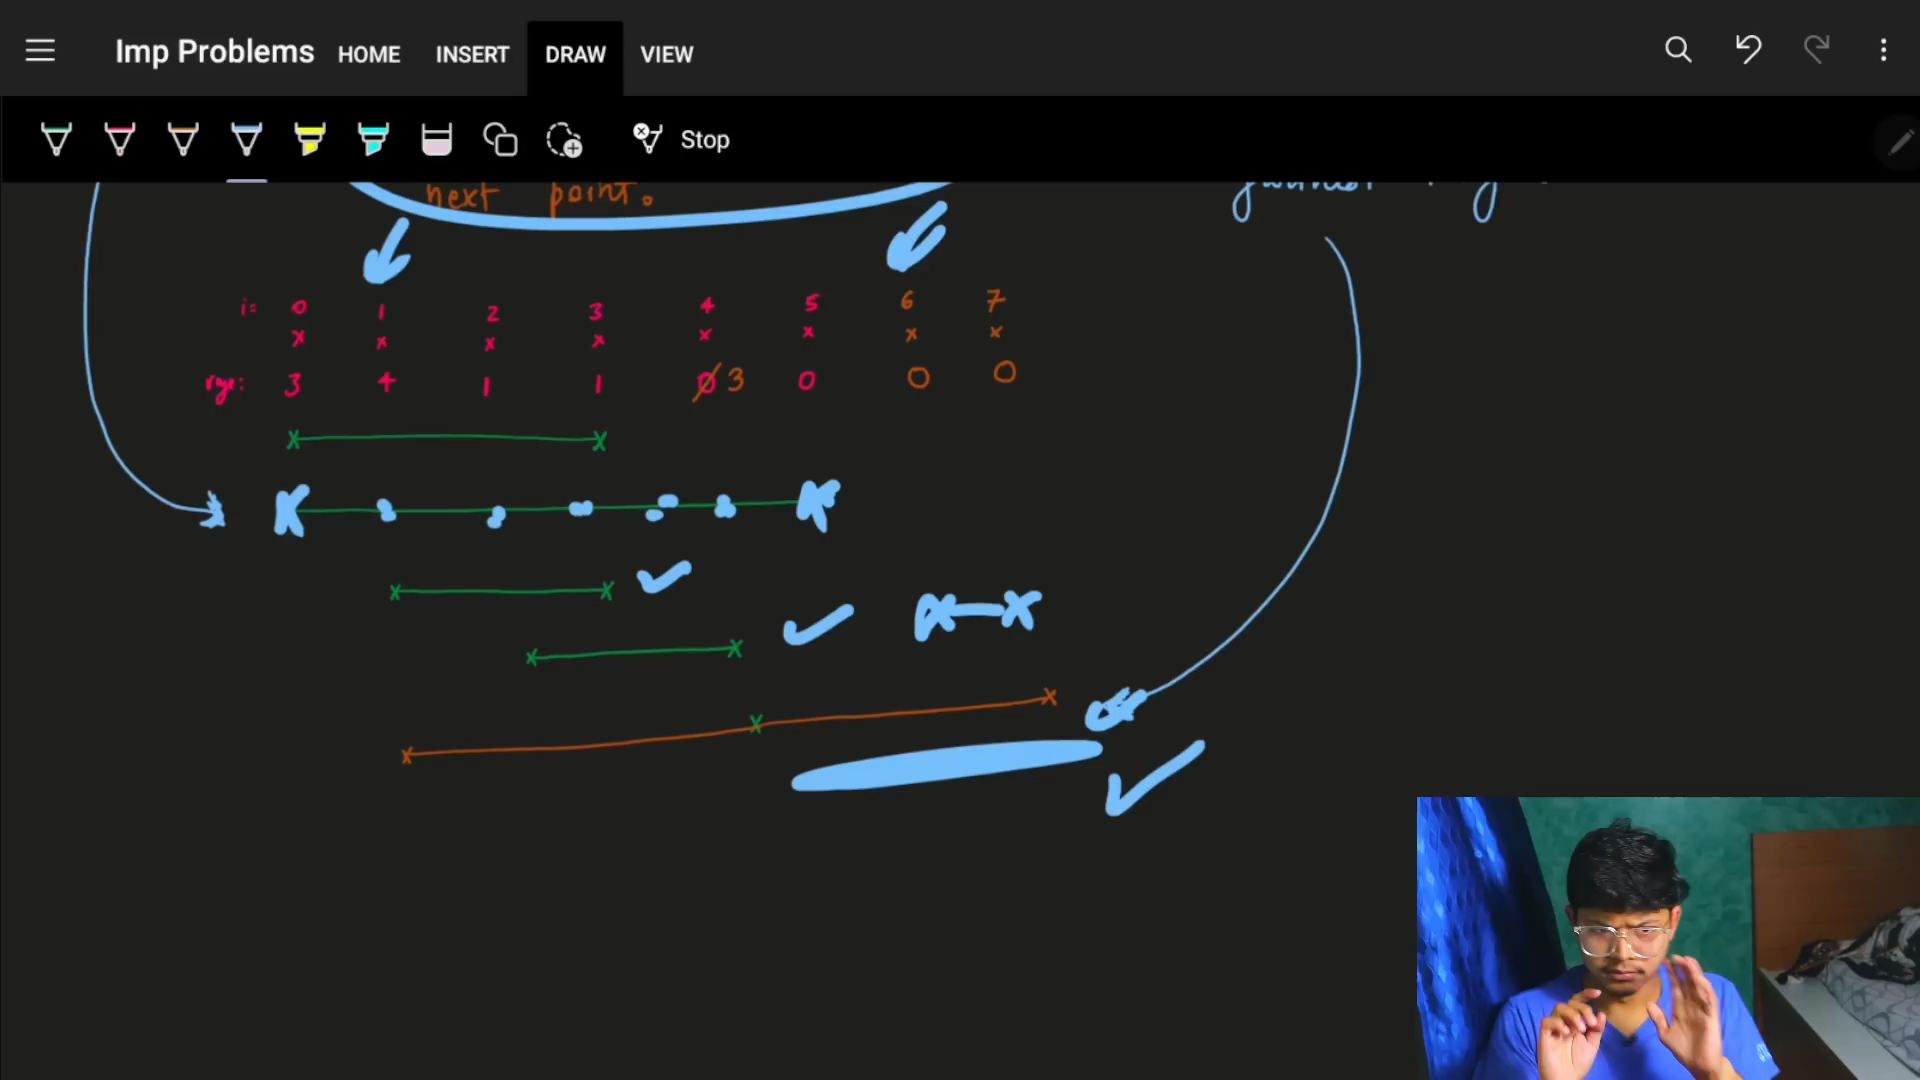 Imp Problems HOME INSERT DRAW VIEW
Stop
next point.
i= 0 1 2 3 4 5 6 7
x x x x x x x x
3 4 1 1 0 3 0 0 0